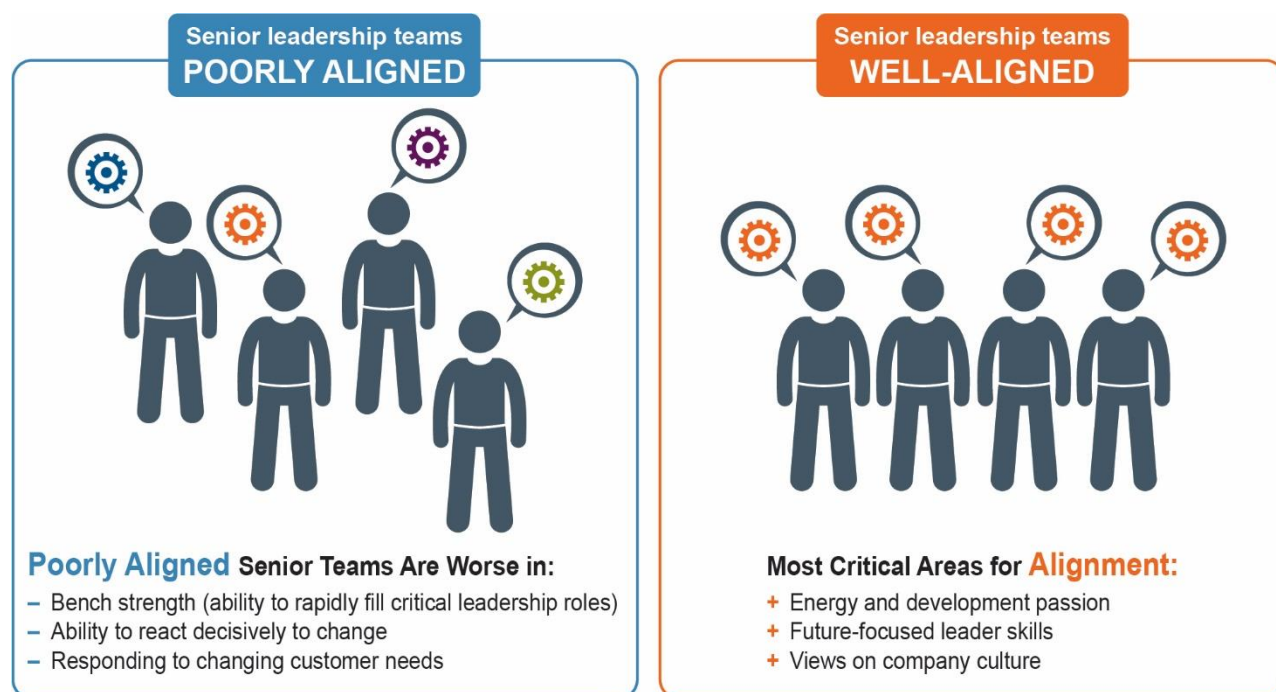 Senior leadership teams
POORLY ALIGNED
Poorly Aligned Senior Teams Are Worse in:
– Bench strength (ability to rapidly fill critical leadership roles)
– Ability to react decisively to change
– Responding to changing customer needs
Senior leadership teams
WELL-ALIGNED
Most Critical Areas for Alignment:
+ Energy and development passion
+ Future-focused leader skills
+ Views on company culture